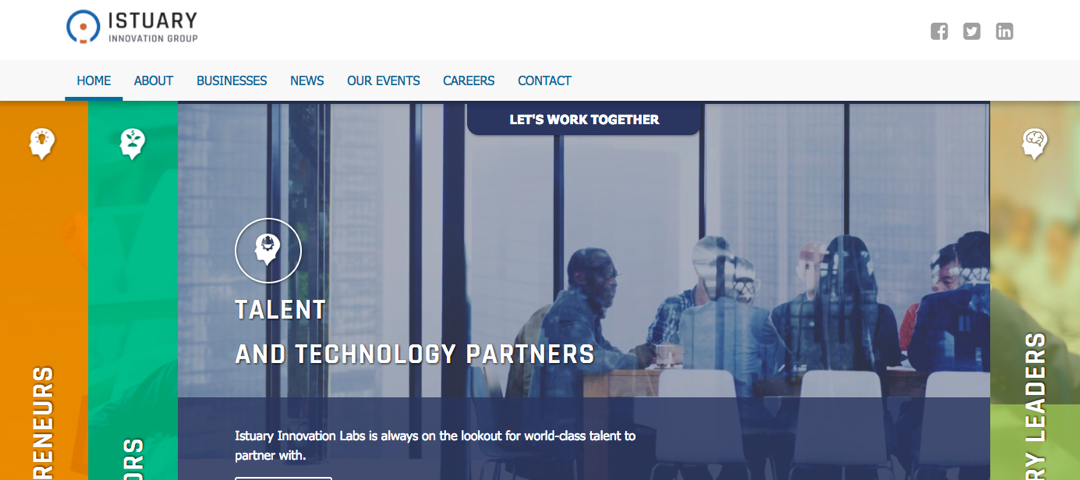 ISTUARY
INNOVATION GROUP
HOME ABOUT BUSINESSES NEWS OUR EVENTS CAREERS CONTACT
LET'S WORK TOGETHER
TALENT
AND TECHNOLOGY PARTNERS
Istuary Innovation Labs is always on the lookout for world-class talent to
partner with.
RENEURS
ORS
RY LEADERS